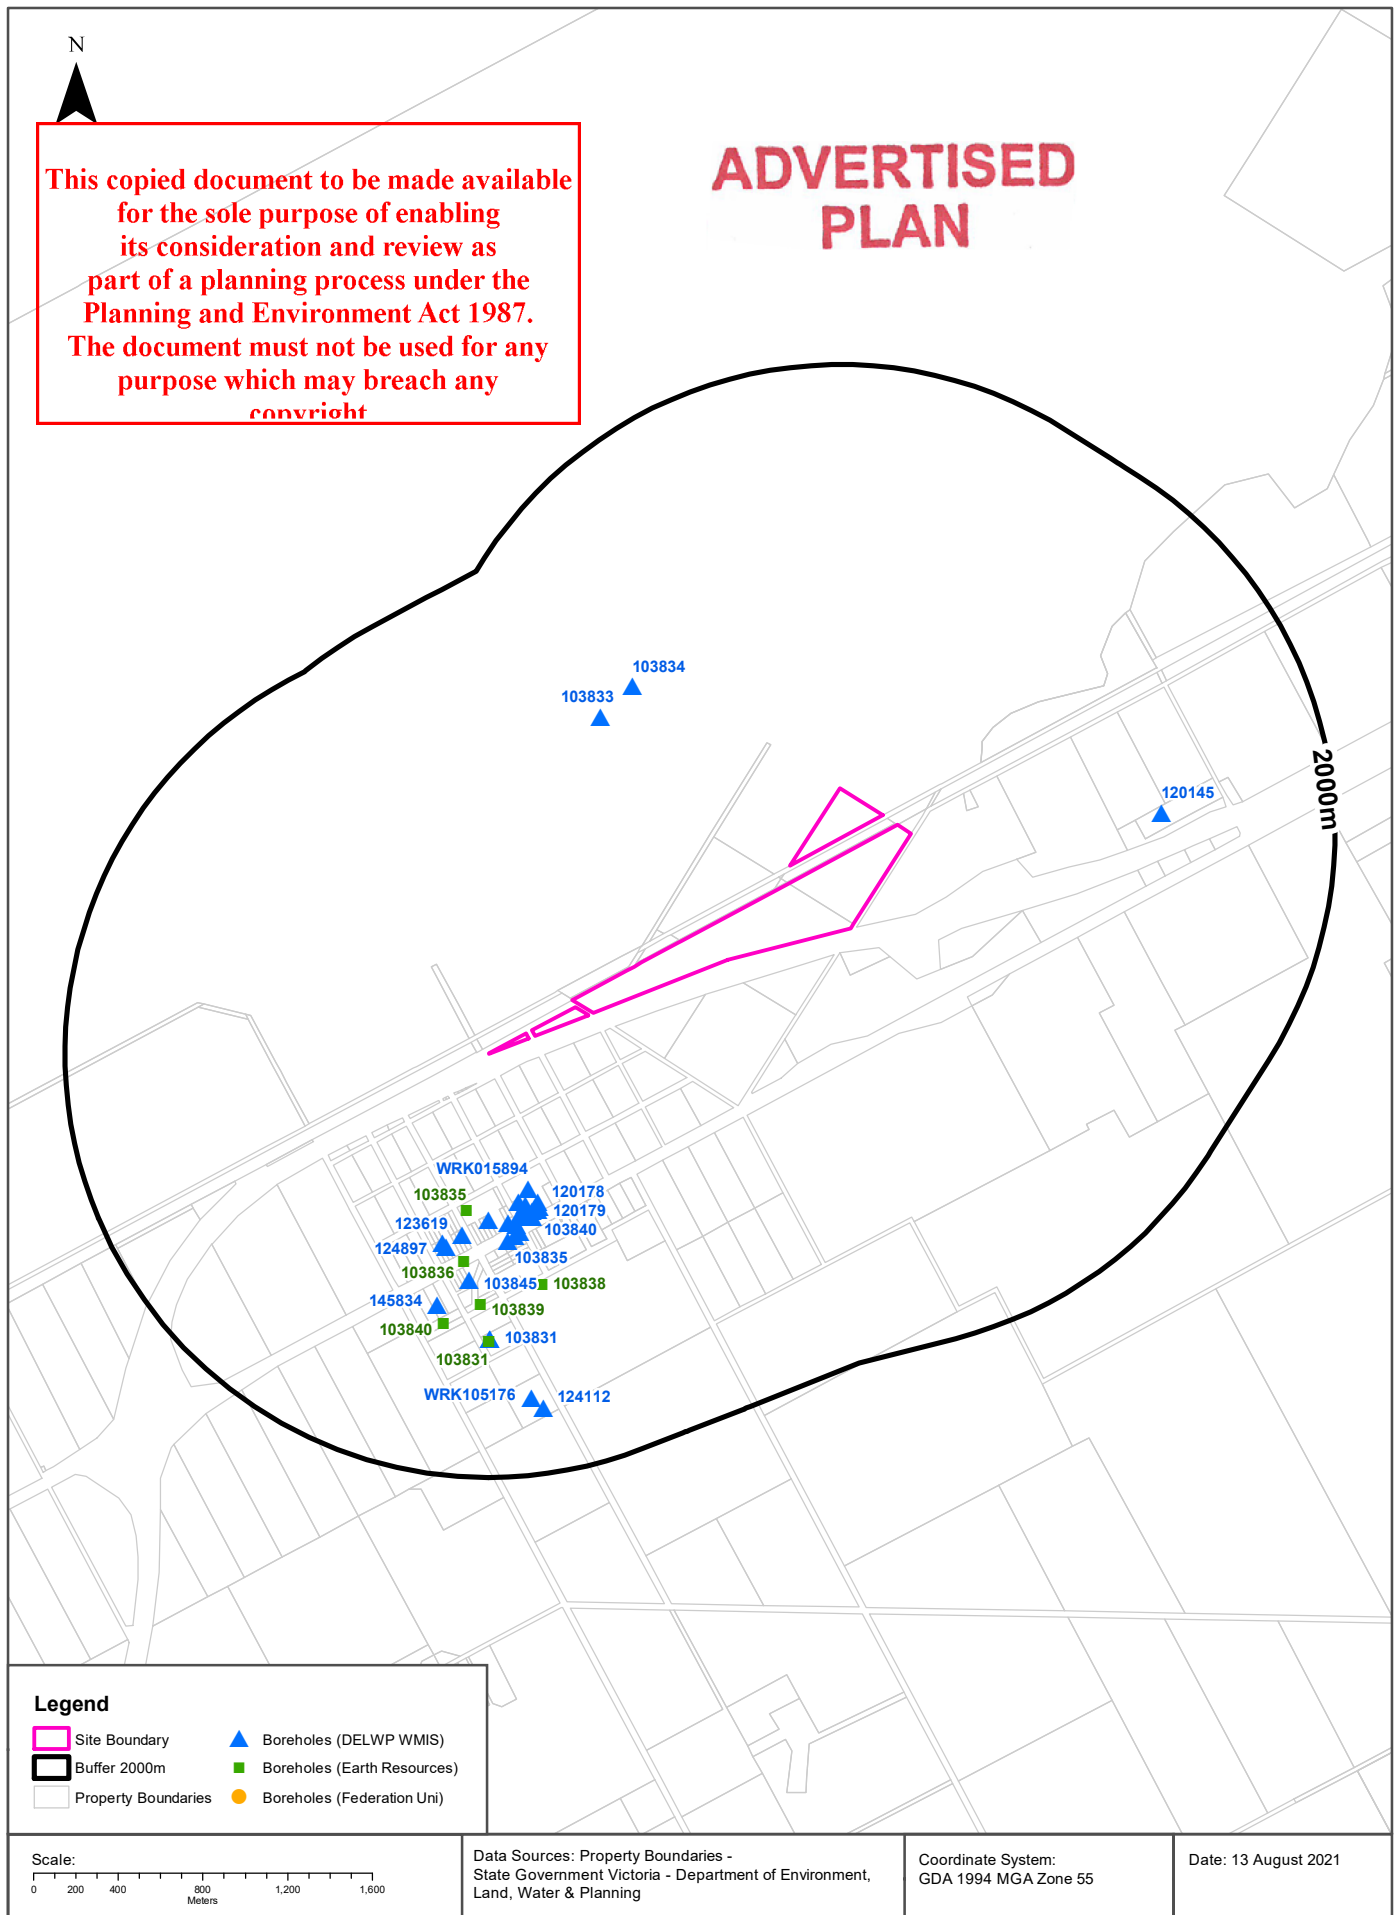 N
This copied document to be made available
for the sole purpose of enabling
its consideration and review as
part of a planning process under the
Planning and Environment Act 1987.
The document must not be used for any
purpose which may breach any
copyright
ADVERTISED
PLAN
103834
103833
120145
2000m
WRK015894
103835
120178
120179
123619
103840
124897
103835
103836
103845
103838
145834
103839
103840
103831
103831
WRK105176
124112
Legend
Site Boundary
Buffer 2000m
Property Boundaries
Boreholes (DELWP WMIS)
Boreholes (Earth Resources)
Boreholes (Federation Uni)
Scale:
0 200 400 800 1,200 1,600
Meters
Data Sources: Property Boundaries -
State Government Victoria - Department of Environment,
Land, Water & Planning
Coordinate System:
GDA 1994 MGA Zone 55
Date: 13 August 2021